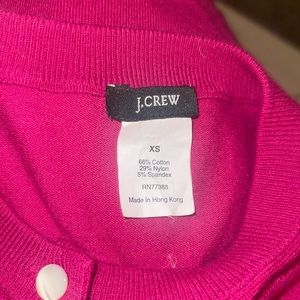 J.CREW
XS
66% Cotton
29% Nylon
5% Spandex
RN77388
Made in Hong Kong